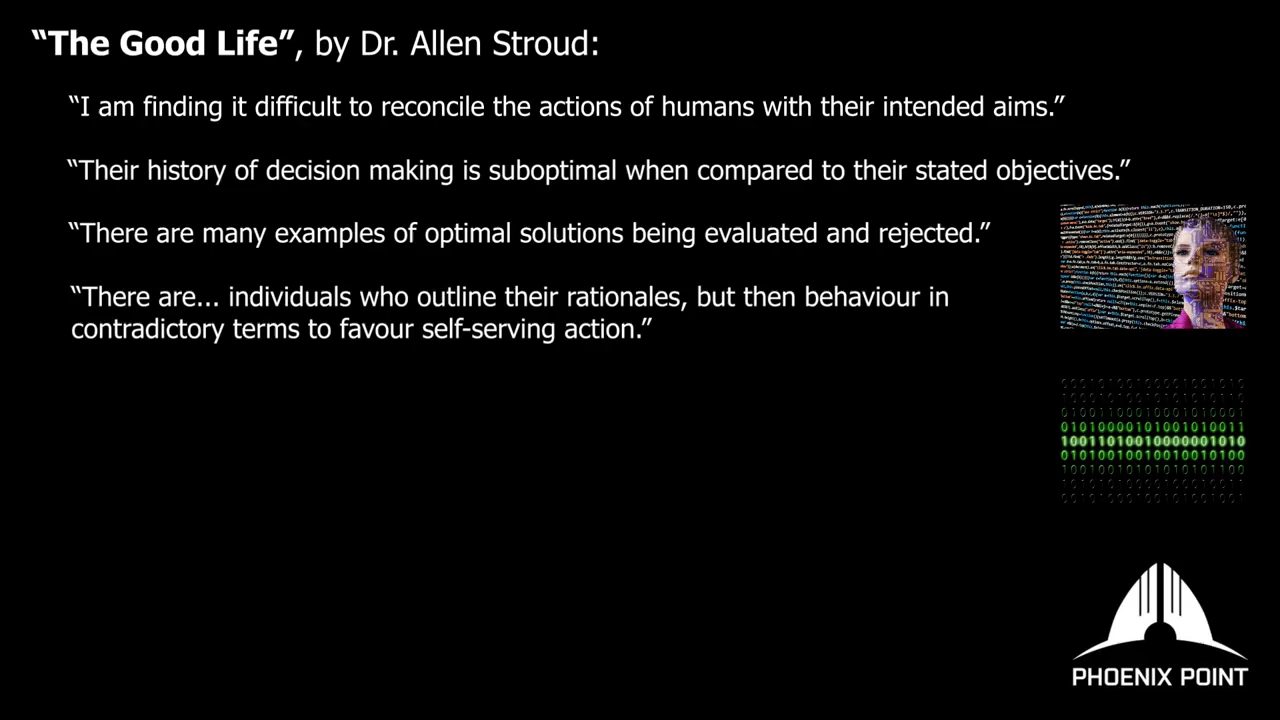 “The Good Life”, by Dr. Allen Stroud:
“I am finding it difficult to reconcile the actions of humans with their intended aims.”
“Their history of decision making is suboptimal when compared to their stated objectives.”
“There are many examples of optimal solutions being evaluated and rejected.”
“There are... individuals who outline their rationales, but then behaviour in
contradictory terms to favour self-serving action.”
010100001010010100011
100110100100000001010
010100100100100101000
PHOENIX POINT